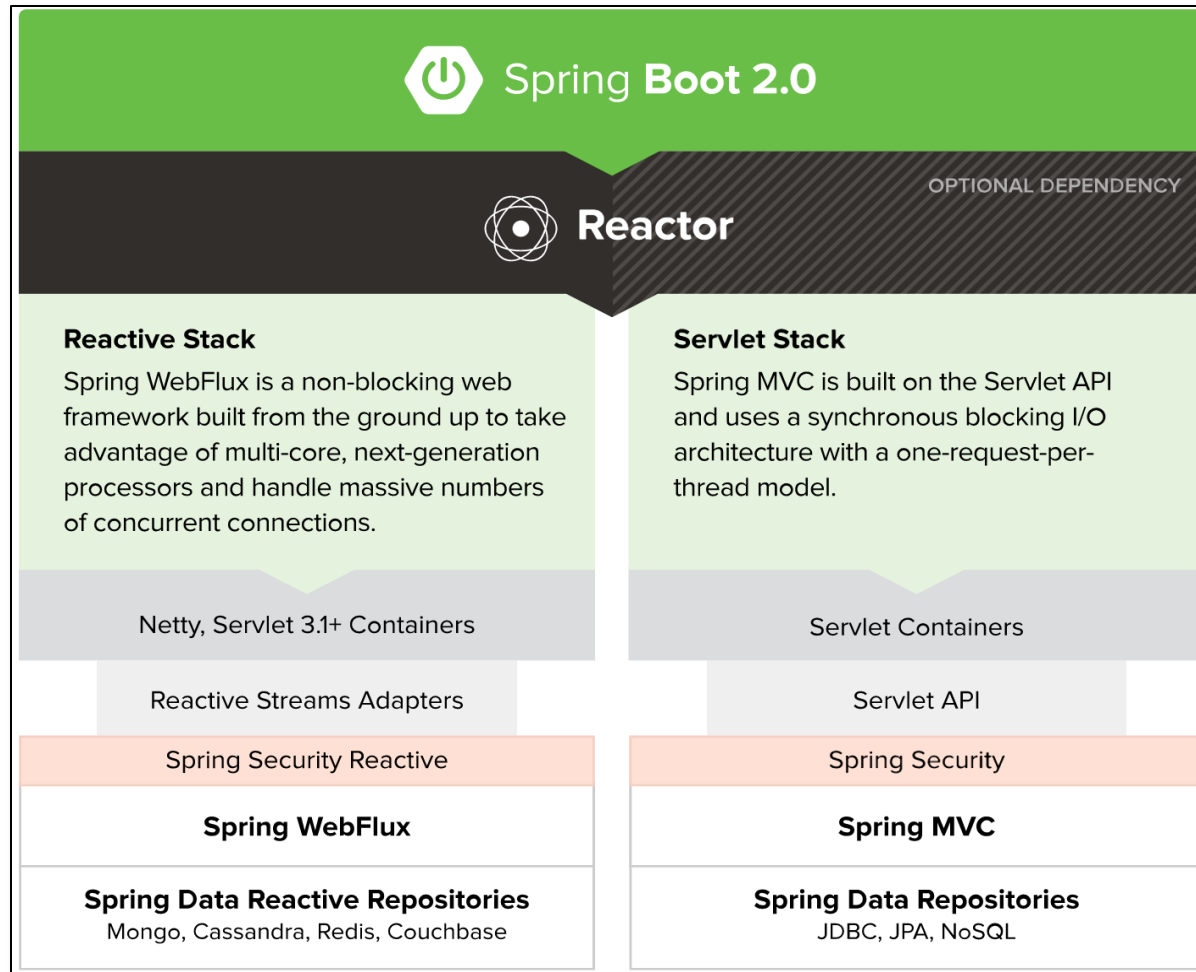 Spring Boot 2.0
OPTIONAL DEPENDENCY
Reactor
Reactive Stack
Spring WebFlux is a non-blocking web
framework built from the ground up to take
advantage of multi-core, next-generation
processors and handle massive numbers
of concurrent connections.
Netty, Servlet 3.1+ Containers
Reactive Streams Adapters
Spring Security Reactive
Spring WebFlux
Spring Data Reactive Repositories
Mongo, Cassandra, Redis, Couchbase
Servlet Stack
Spring MVC is built on the Servlet API
and uses a synchronous blocking I/O
architecture with a one-request-per-
thread model.
Servlet Containers
Servlet API
Spring Security
Spring MVC
Spring Data Repositories
JDBC, JPA, NoSQL